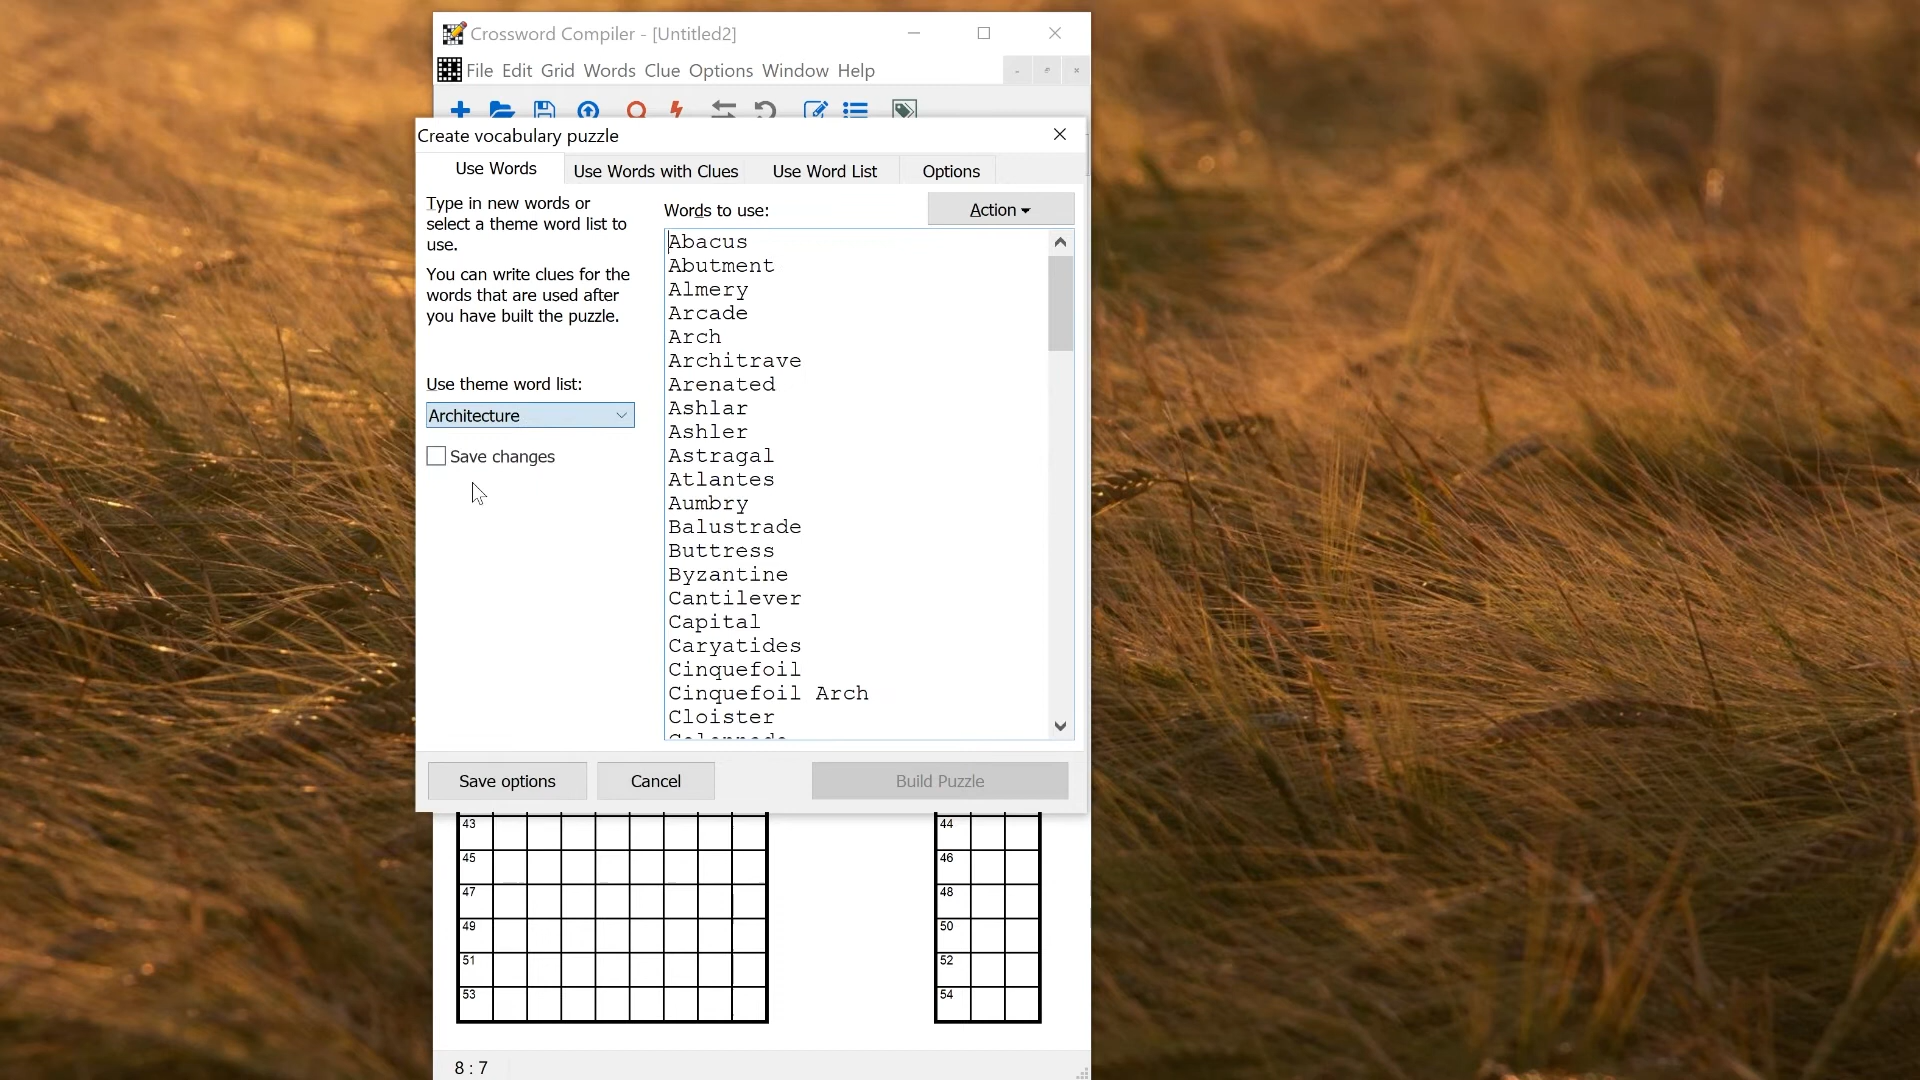 Crossword Compiler - [Untitled2]
File Edit Grid Words Clue Options Window Help
Create vocabulary puzzle
Use Words
Use Words with Clues
Use Word List
Options
Type in new words or
select a theme word list to
use.
You can write clues for the
words that are used after
you have built the puzzle.
Use theme word list:
Architecture
Save changes
Words to use:
Action
Abacus
Abutment
Almery
Arcade
Arch
Architrave
Arenated
Ashlar
Ashler
Astragal
Atlantes
Aumbry
Balustrade
Buttress
Byzantine
Cantilever
Capital
Caryatides
Cinquefoil
Cinquefoil Arch
Cloister
Save options
Cancel
Build Puzzle
43
44
45
46
47
48
49
50
51
52
53
54
8 : 7